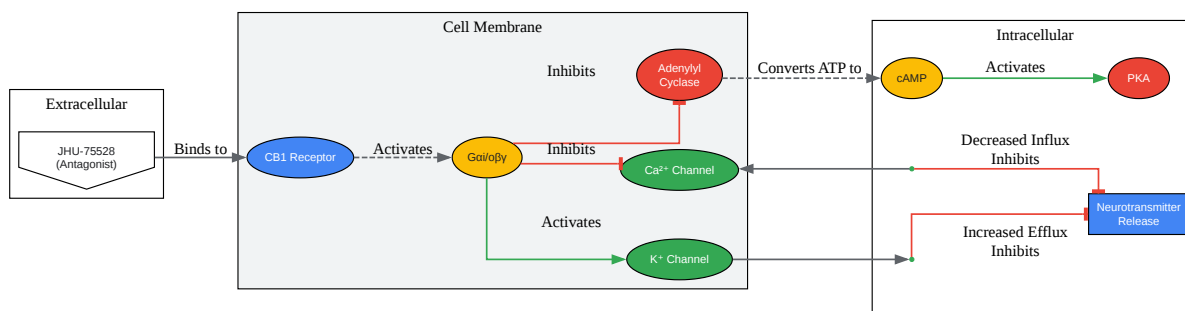 Cell Membrane
Intracellular
Extracellular
JHU-75528
(Antagonist)
Binds to
CB1 Receptor
Activates
Gαi/oβγ
Inhibits
Adenylyl
Cyclase
Converts ATP to
cAMP
Activates
PKA
Inhibits
Ca²⁺ Channel
Decreased Influx
Inhibits
Activates
K⁺ Channel
Neurotransmitter
Release
Increased Efflux
Inhibits